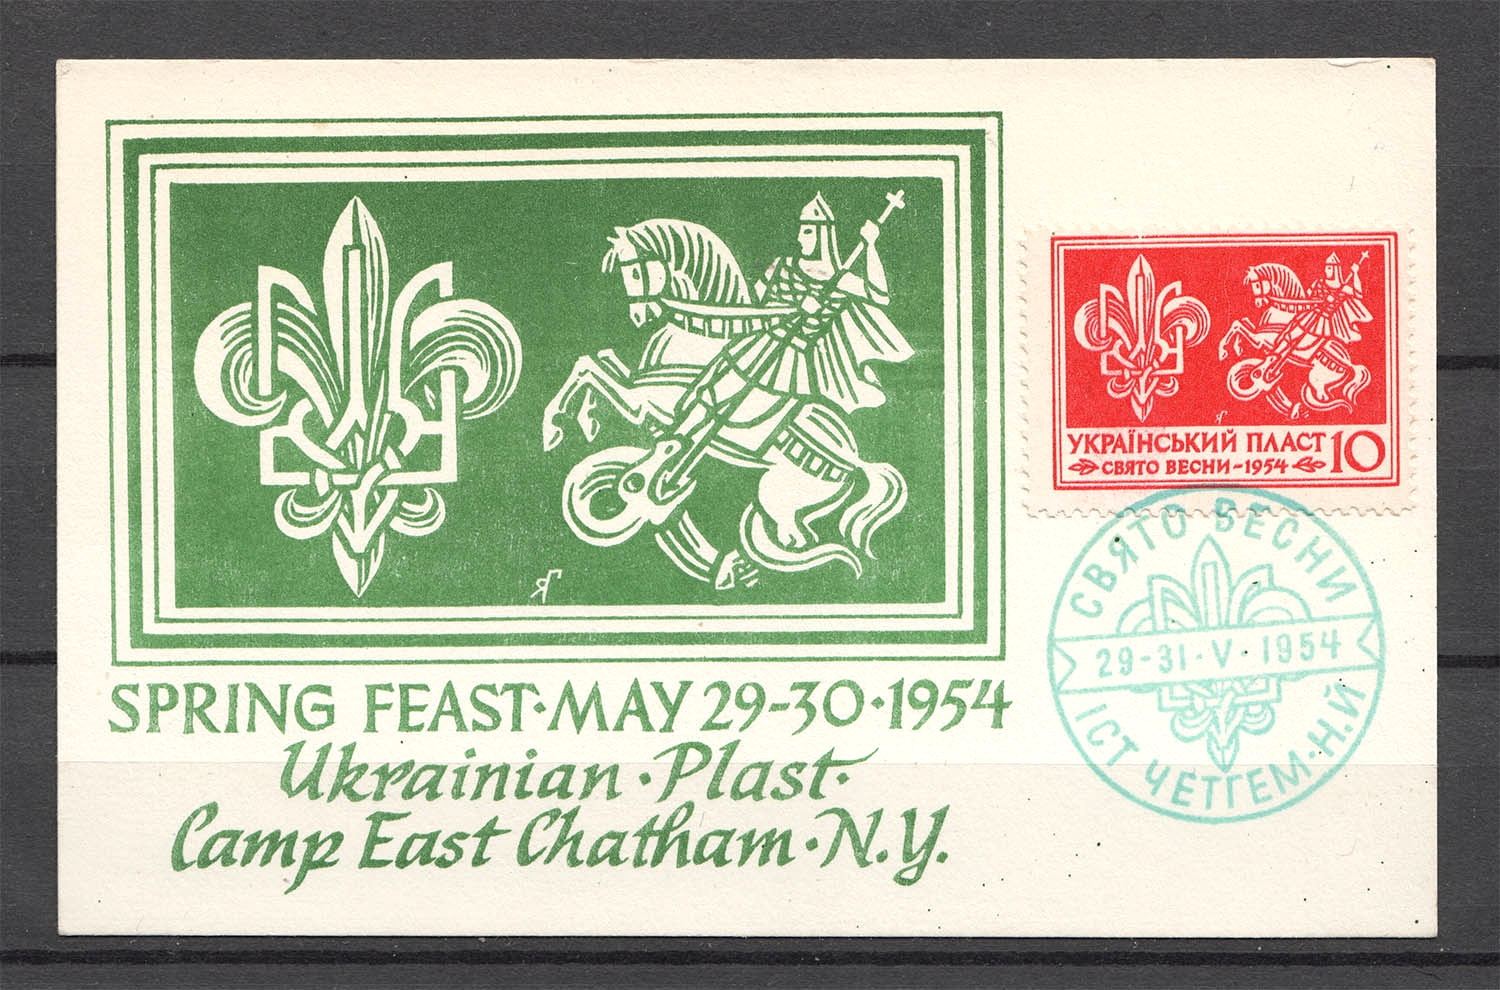 SPRING FEAST·MAY 29-30·1954
Ukrainian·Plast·
Camp East Chatham·N.Y.
УКРАЇНСЬКИЙ ПЛАСТ 10
СВЯТО ВЕСНИ-1954
СВЯТО ВЕСНИ
29-31·V·1954
ІСТ ЧЕТГЕМ·Н.Й